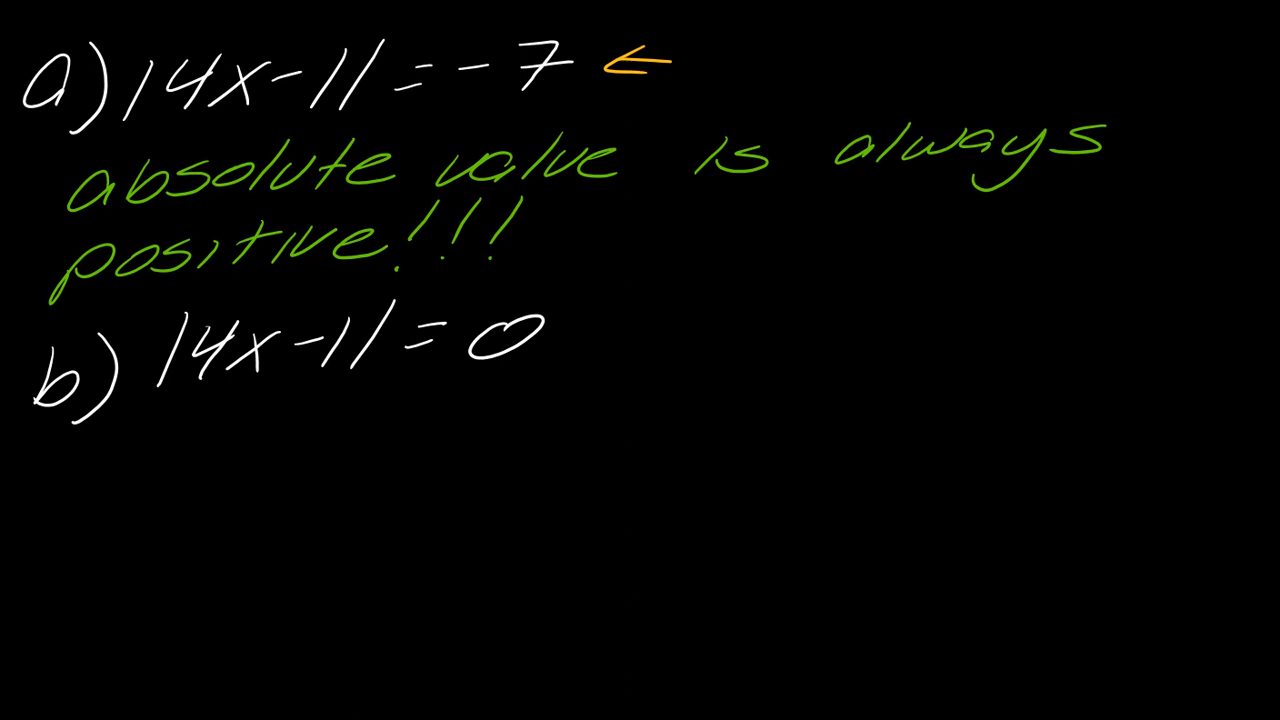 a) |4x-1| = -7 ←
absolute value is always
positive!!!
b) |4x-1| = 0